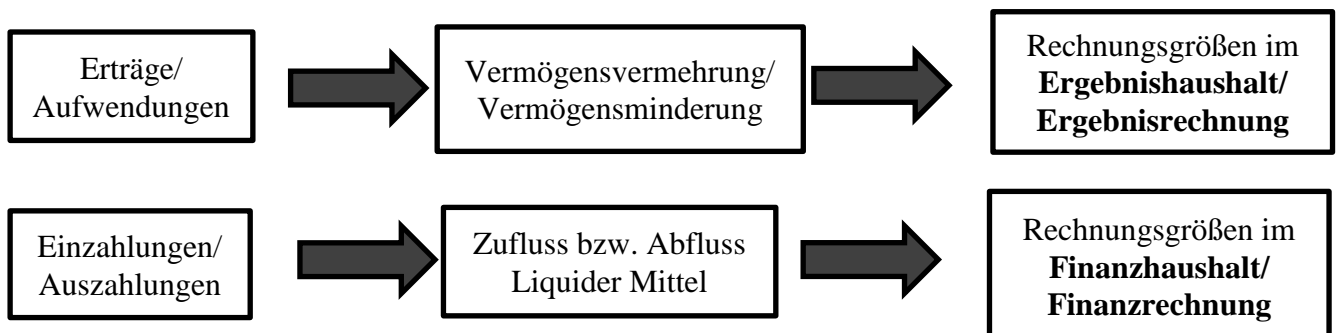 Erträge/
Aufwendungen
Vermögensvermehrung/
Vermögensminderung
Rechnungsgrößen im
Ergebnishaushalt/
Ergebnisrechnung
Einzahlungen/
Auszahlungen
Zufluss bzw. Abfluss
Liquider Mittel
Rechnungsgrößen im
Finanzhaushalt/
Finanzrechnung